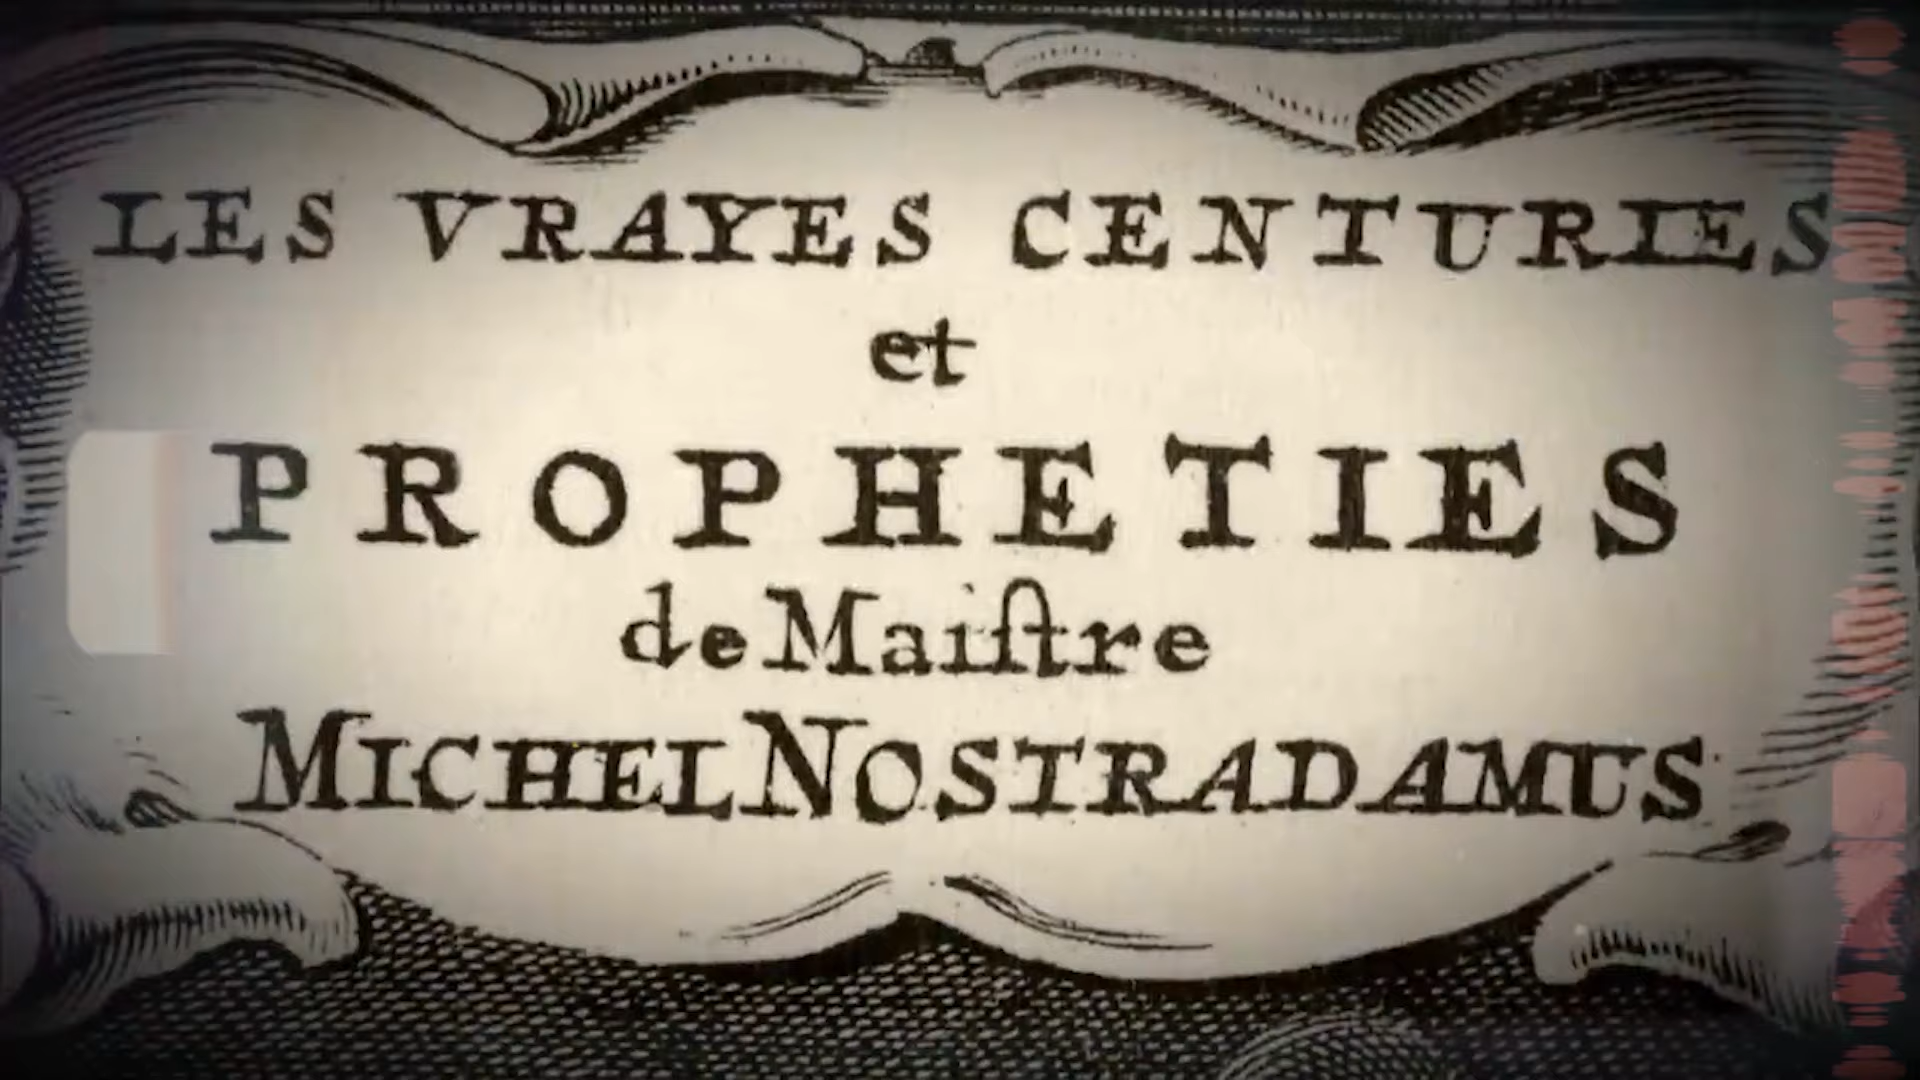 LES VRAYES CENTURIES
et
PROPHETIES
de Maiſtre
MICHEL NOSTRADAMUS